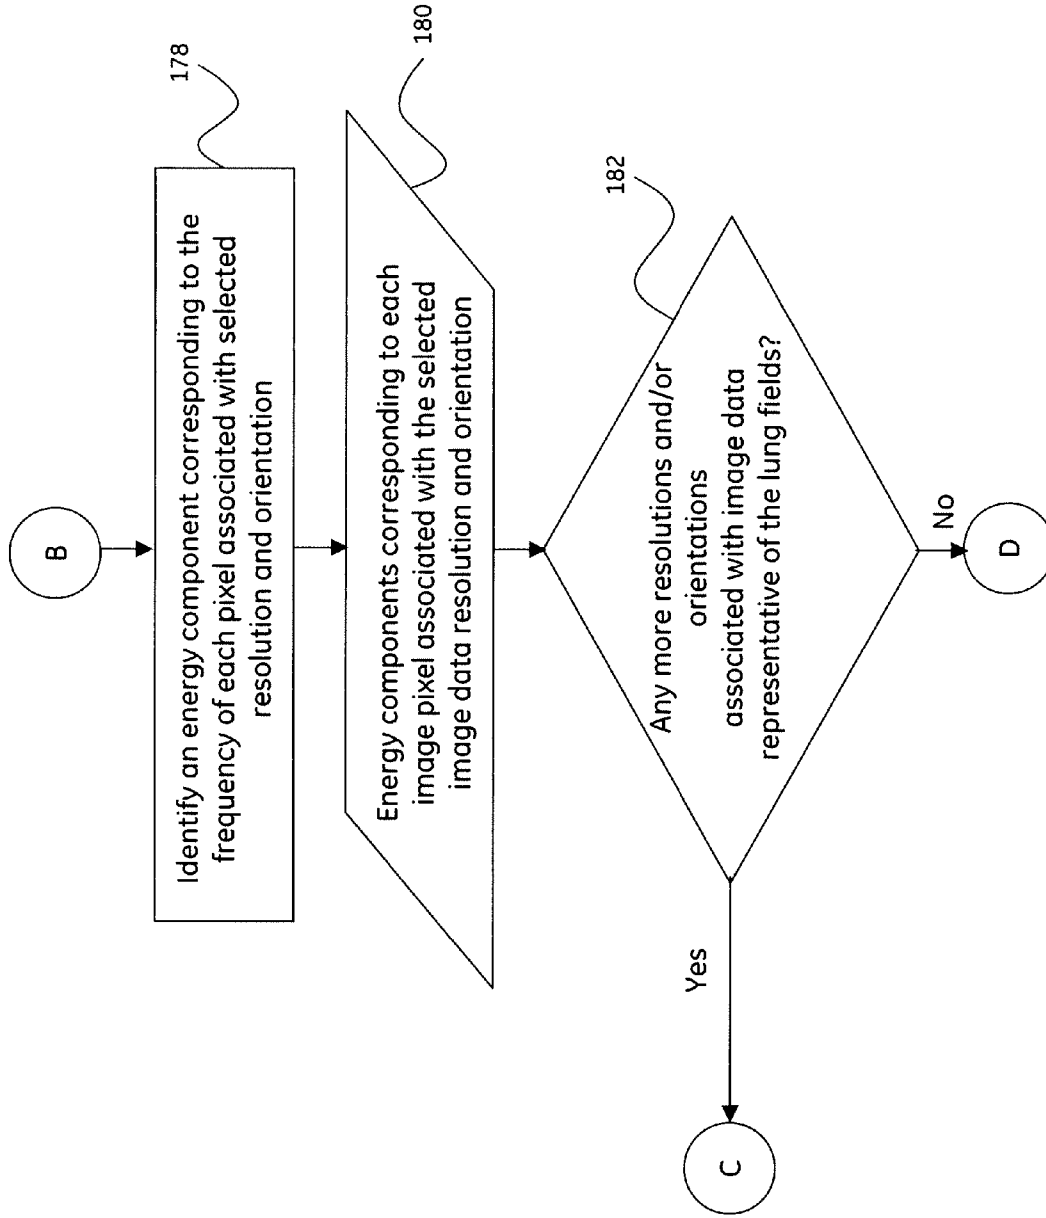 B
178
Identify an energy component corresponding to the
frequency of each pixel associated with selected
resolution and orientation
180
Energy components corresponding to each
image pixel associated with the selected
image data resolution and orientation
182
Any more resolutions and/or
orientations
associated with image data
representative of the lung fields?
Yes
C
No
D